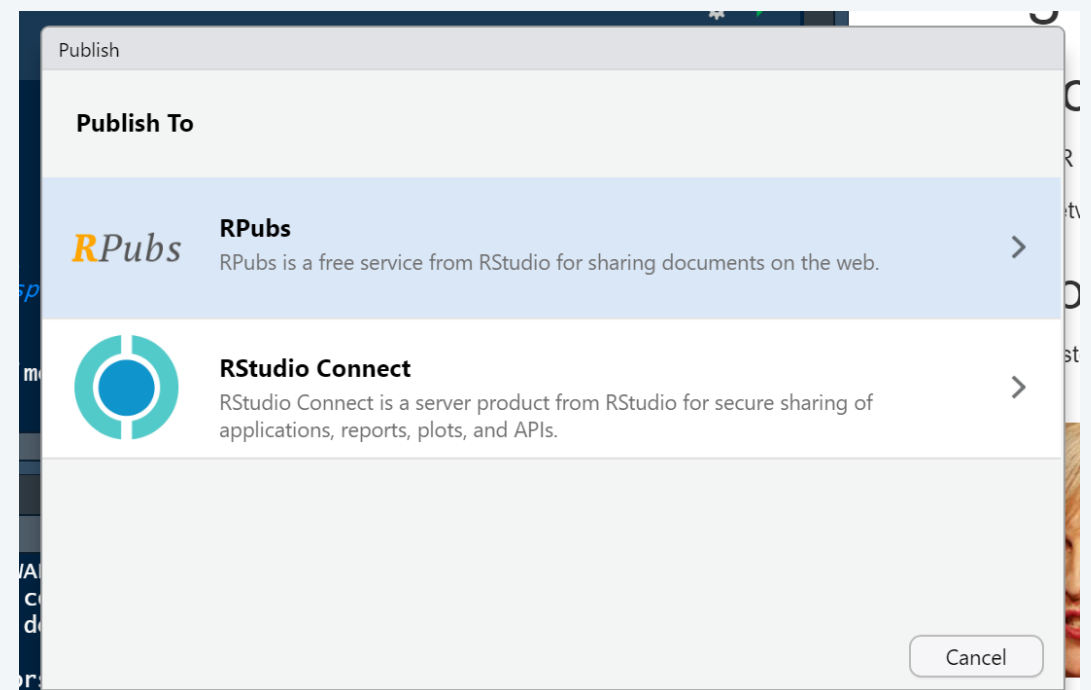 Publish
Publish To
RPubs
RPubs
RPubs is a free service from RStudio for sharing documents on the web.
RStudio Connect
RStudio Connect is a server product from RStudio for secure sharing of
applications, reports, plots, and APIs.
Cancel